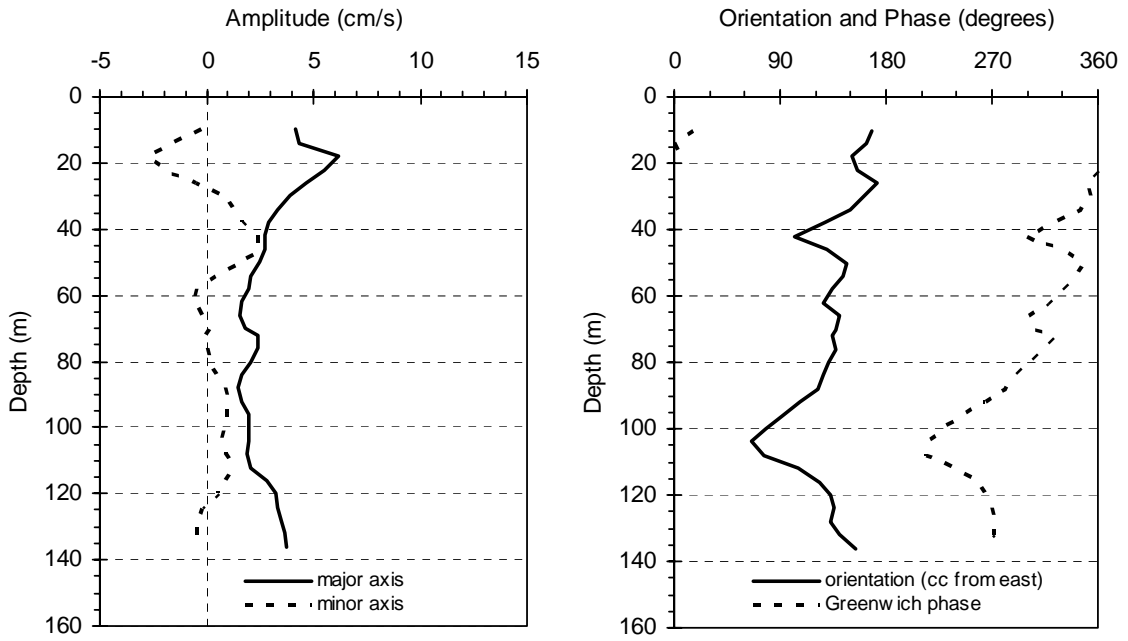 Amplitude (cm/s)
-5 0 5 10 15
0
20
40
60
80
100
120
140
160
Depth (m)
major axis
minor axis
Orientation and Phase (degrees)
0 90 180 270 360
0
20
40
60
80
100
120
140
160
Depth (m)
orientation (cc from east)
Greenwich phase